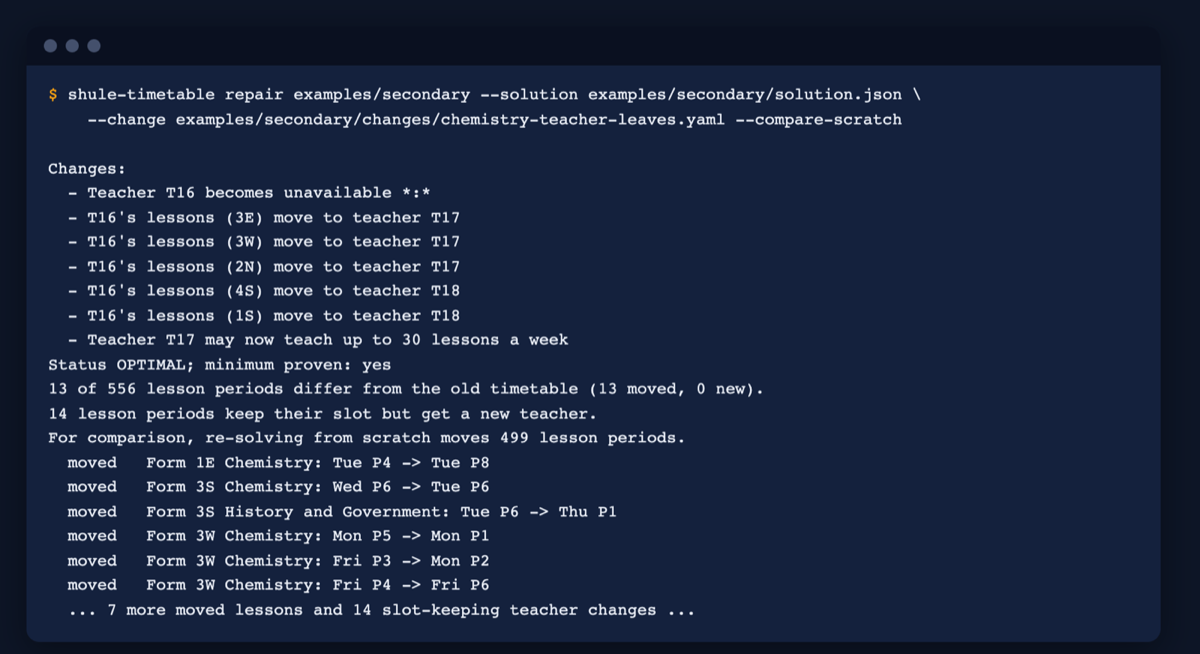 $ shule-timetable repair examples/secondary --solution examples/secondary/solution.json \
--change examples/secondary/changes/chemistry-teacher-leaves.yaml --compare-scratch
Changes:
- Teacher T16 becomes unavailable *:*
- T16's lessons (3E) move to teacher T17
- T16's lessons (3W) move to teacher T17
- T16's lessons (2N) move to teacher T17
- T16's lessons (4S) move to teacher T18
- T16's lessons (1S) move to teacher T18
- Teacher T17 may now teach up to 30 lessons a week
Status OPTIMAL; minimum proven: yes
13 of 556 lesson periods differ from the old timetable (13 moved, 0 new).
14 lesson periods keep their slot but get a new teacher.
For comparison, re-solving from scratch moves 499 lesson periods.
moved Form 1E Chemistry: Tue P4 -> Tue P8
moved Form 3S Chemistry: Wed P6 -> Tue P6
moved Form 3S History and Government: Tue P6 -> Thu P1
moved Form 3W Chemistry: Mon P5 -> Mon P1
moved Form 3W Chemistry: Fri P3 -> Mon P2
moved Form 3W Chemistry: Fri P4 -> Fri P6
... 7 more moved lessons and 14 slot-keeping teacher changes ...